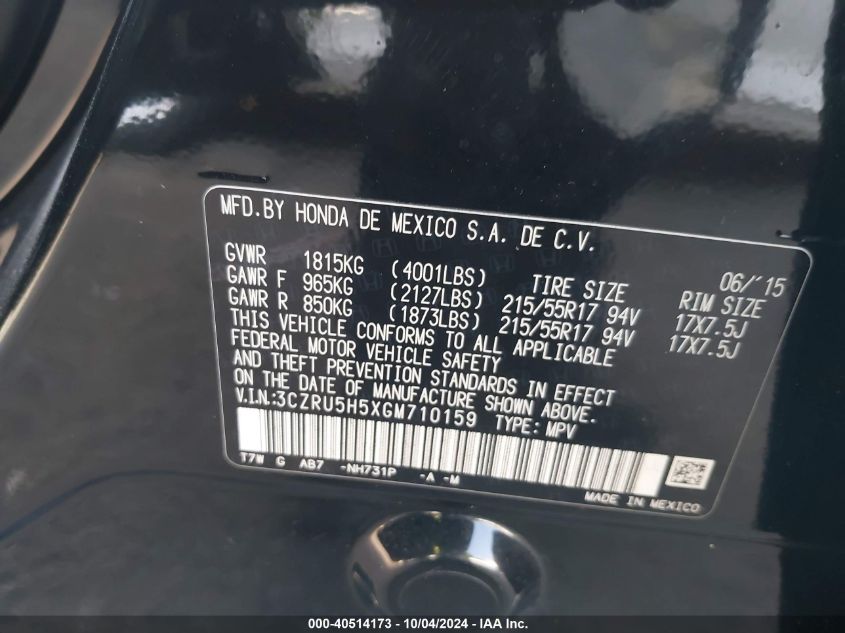 MFD.BY HONDA DE MEXICO S.A. DE C.V.
06/'15
GVWR 1815KG (4001LBS) TIRE SIZE RIM SIZE
GAWR F 965KG (2127LBS) 215/55R17 94V 17X7.5J
GAWR R 850KG (1873LBS) 215/55R17 94V 17X7.5J
THIS VEHICLE CONFORMS TO ALL APPLICABLE
FEDERAL MOTOR VEHICLE SAFETY
AND THEFT PREVENTION STANDARDS IN EFFECT
ON THE DATE OF MANUFACTURE SHOWN ABOVE.
V.I.N:3CZRU5H5XGM710159 TYPE: MPV
T7W G AB7 -NH731P -A -M
MADE IN MEXICO
000-40514173 - 10/04/2024 - IAA Inc.